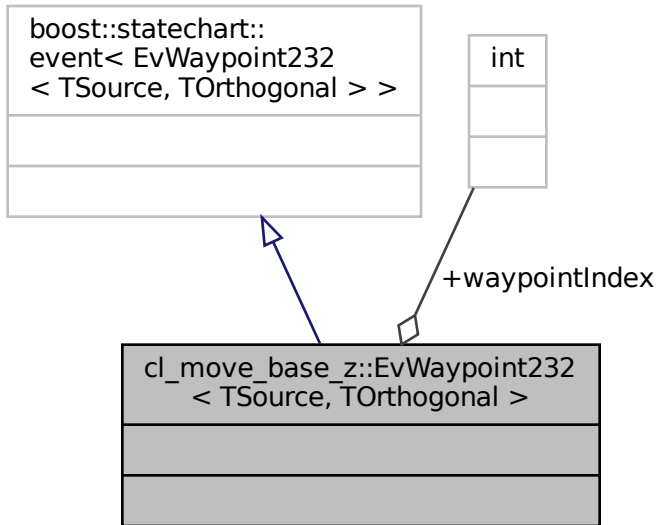 boost::statechart::
event< EvWaypoint232
< TSource, TOrthogonal > >
int
+waypointIndex
cl_move_base_z::EvWaypoint232
< TSource, TOrthogonal >